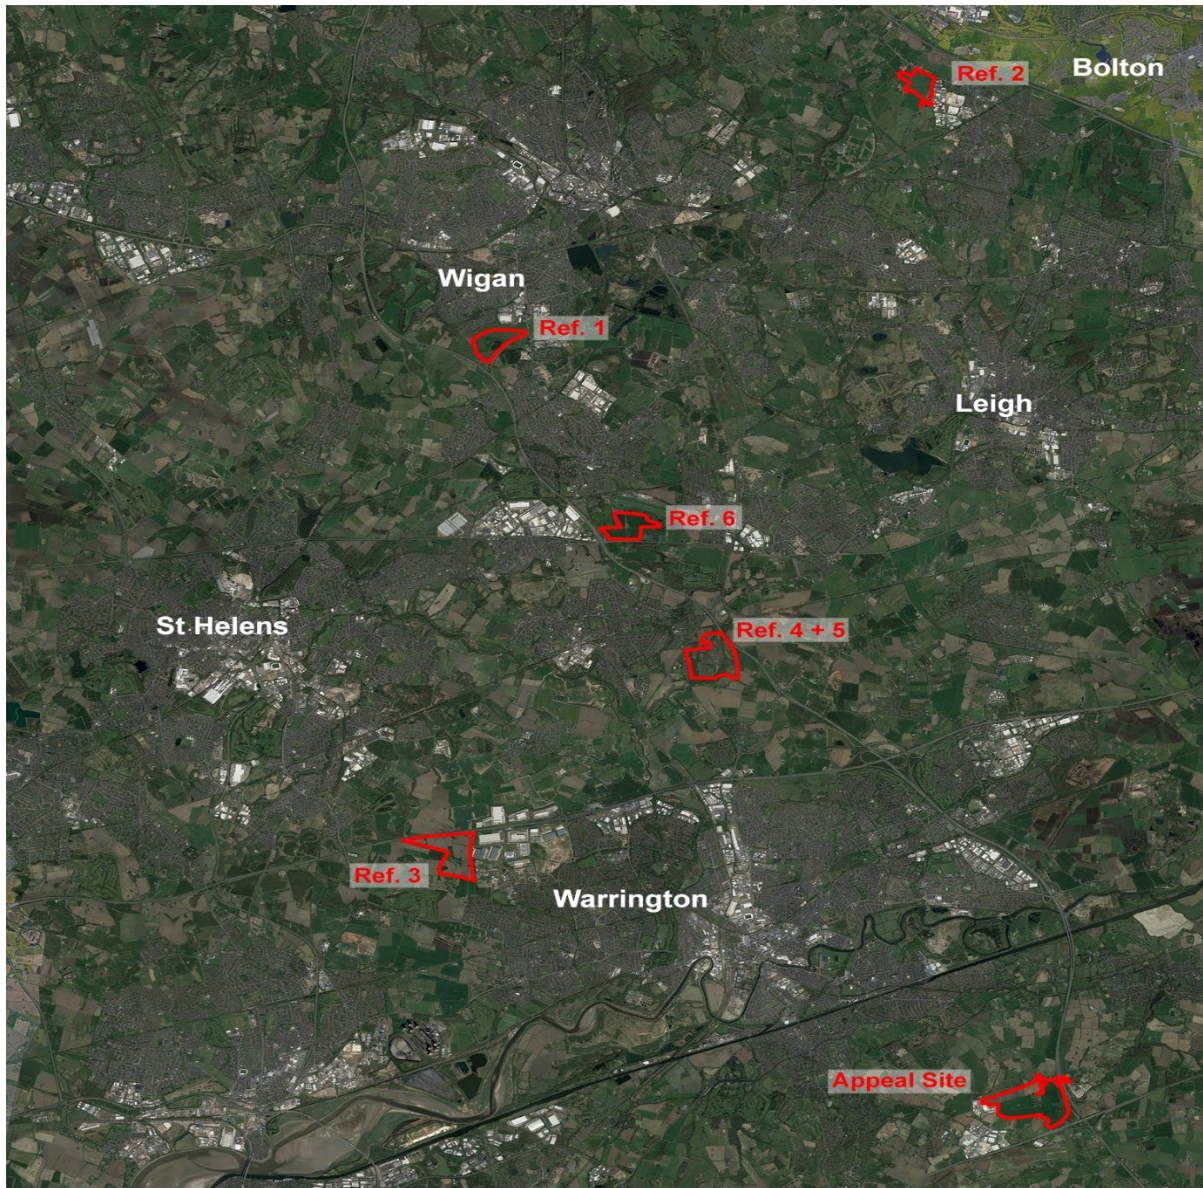 Bolton
Ref. 2
Wigan
Ref. 1
Leigh
Ref. 6
St Helens
Ref. 4 + 5
Ref. 3
Warrington
Appeal Site